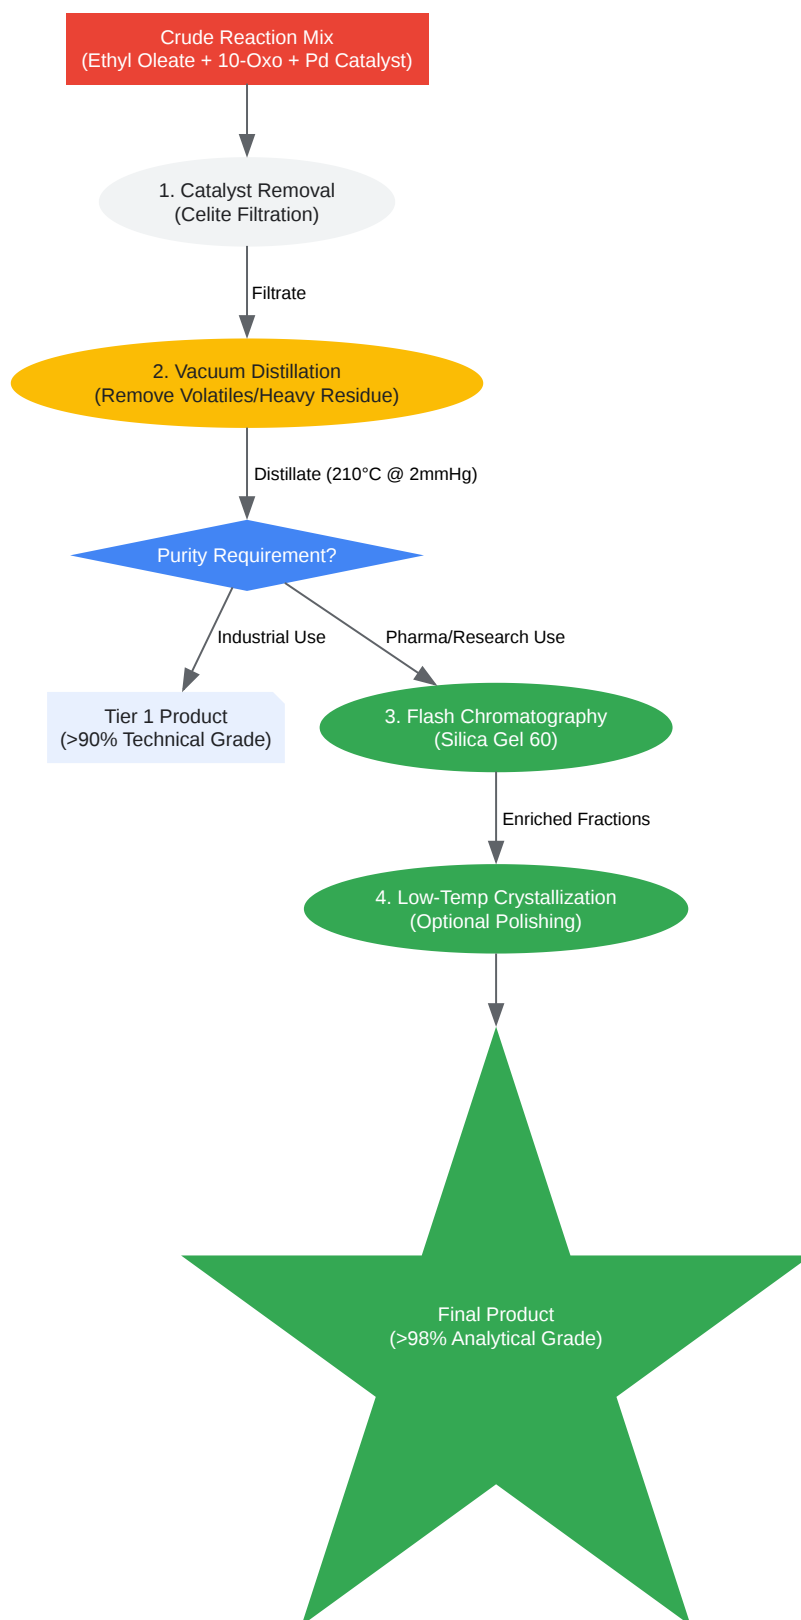 Crude Reaction Mix
(Ethyl Oleate + 10-Oxo + Pd Catalyst)
1. Catalyst Removal
(Celite Filtration)
Filtrate
2. Vacuum Distillation
(Remove Volatiles/Heavy Residue)
Distillate (210°C @ 2mmHg)
Purity Requirement?
Industrial Use
Pharma/Research Use
Tier 1 Product
(>90% Technical Grade)
3. Flash Chromatography
(Silica Gel 60)
Enriched Fractions
4. Low-Temp Crystallization
(Optional Polishing)
Final Product
(>98% Analytical Grade)